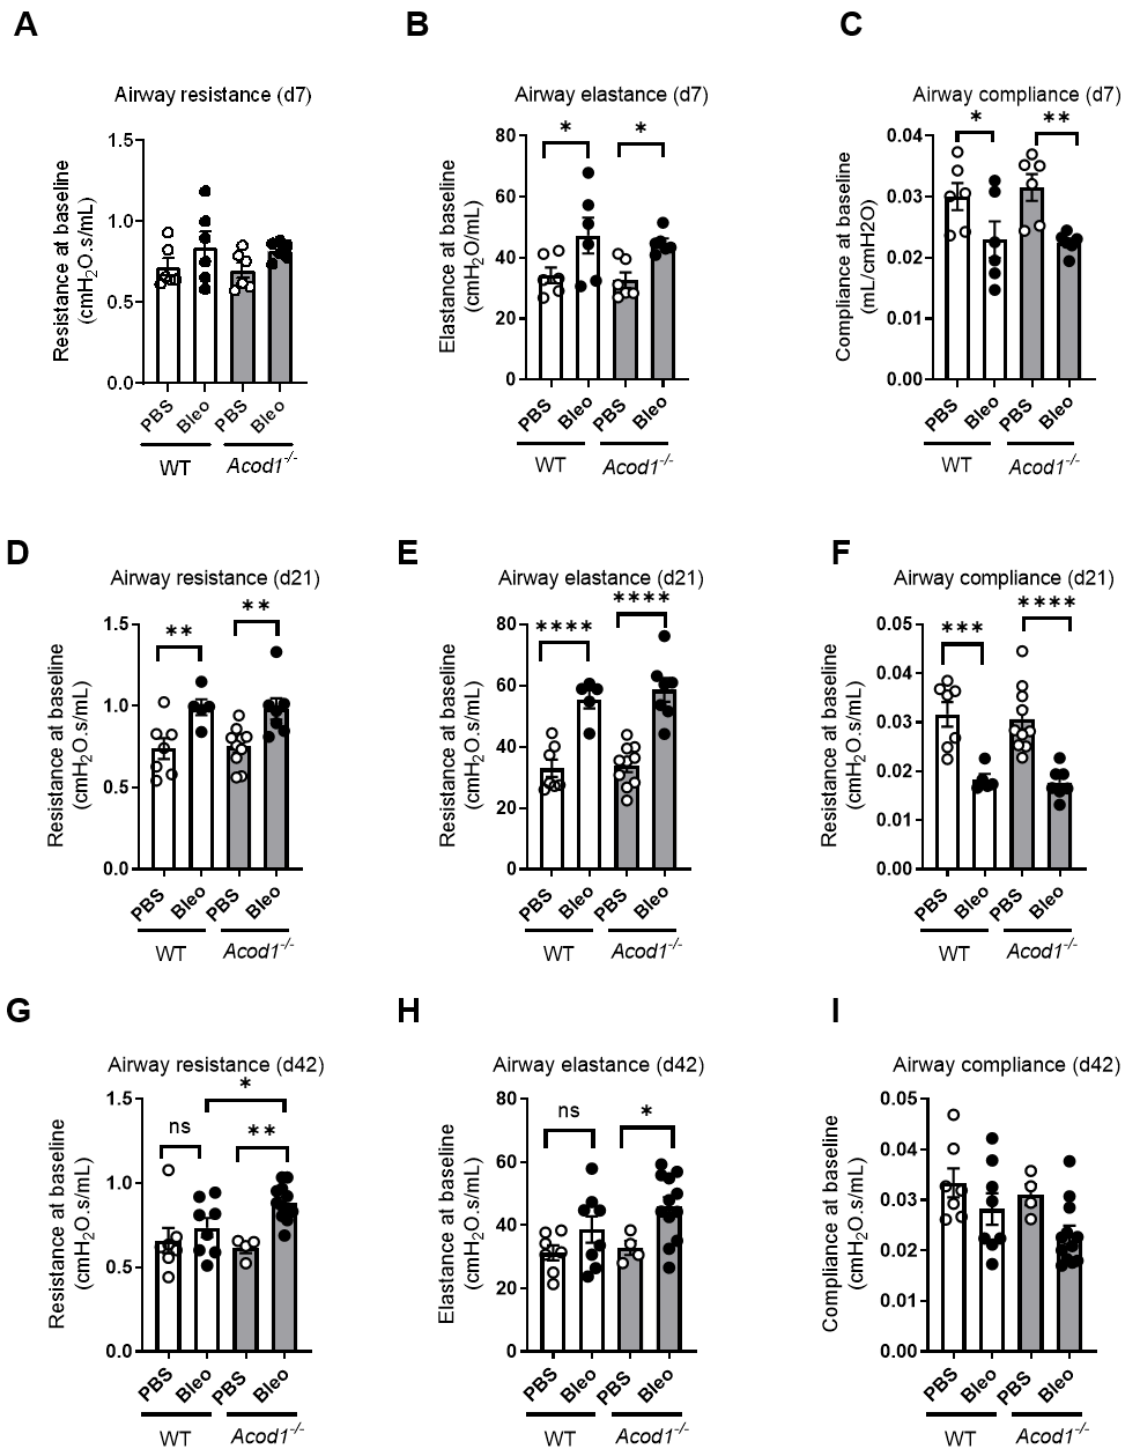 A
B
C
Airway resistance (d7)
Airway elastance (d7)
Airway compliance (d7)
Resistance at baseline
(cmH₂O.s/mL)
1.5
1.0
0.5
0.0
PBS
Bleo
PBS
Bleo
WT
Acod1⁻/⁻
Elastance at baseline
(cmH₂O/mL)
80
60
40
20
0
*
*
PBS
Bleo
PBS
Bleo
WT
Acod1⁻/⁻
Compliance at baseline
(mL/cmH2O)
0.04
0.03
0.02
0.01
0.00
*
**
PBS
Bleo
PBS
Bleo
WT
Acod1⁻/⁻
D
E
F
Airway resistance (d21)
Airway elastance (d21)
Airway compliance (d21)
Resistance at baseline
(cmH₂O.s/mL)
1.5
1.0
0.5
0.0
**
**
PBS
Bleo
PBS
Bleo
WT
Acod1⁻/⁻
Resistance at baseline
(cmH₂O.s/mL)
80
60
40
20
0
****
****
PBS
Bleo
PBS
Bleo
WT
Acod1⁻/⁻
Resistance at baseline
(cmH₂O.s/mL)
0.05
0.04
0.03
0.02
0.01
0.00
***
****
PBS
Bleo
PBS
Bleo
WT
Acod1⁻/⁻
G
H
I
Airway resistance (d42)
Airway elastance (d42)
Airway compliance (d42)
Resistance at baseline
(cmH₂O.s/mL)
1.5
1.0
0.5
0.0
ns
*
**
PBS
Bleo
PBS
Bleo
WT
Acod1⁻/⁻
Elastance at baseline
(cmH₂O.s/mL)
80
60
40
20
0
ns
*
PBS
Bleo
PBS
Bleo
WT
Acod1⁻/⁻
Compliance at baseline
(cmH₂O.s/mL)
0.05
0.04
0.03
0.02
0.01
0.00
PBS
Bleo
PBS
Bleo
WT
Acod1⁻/⁻